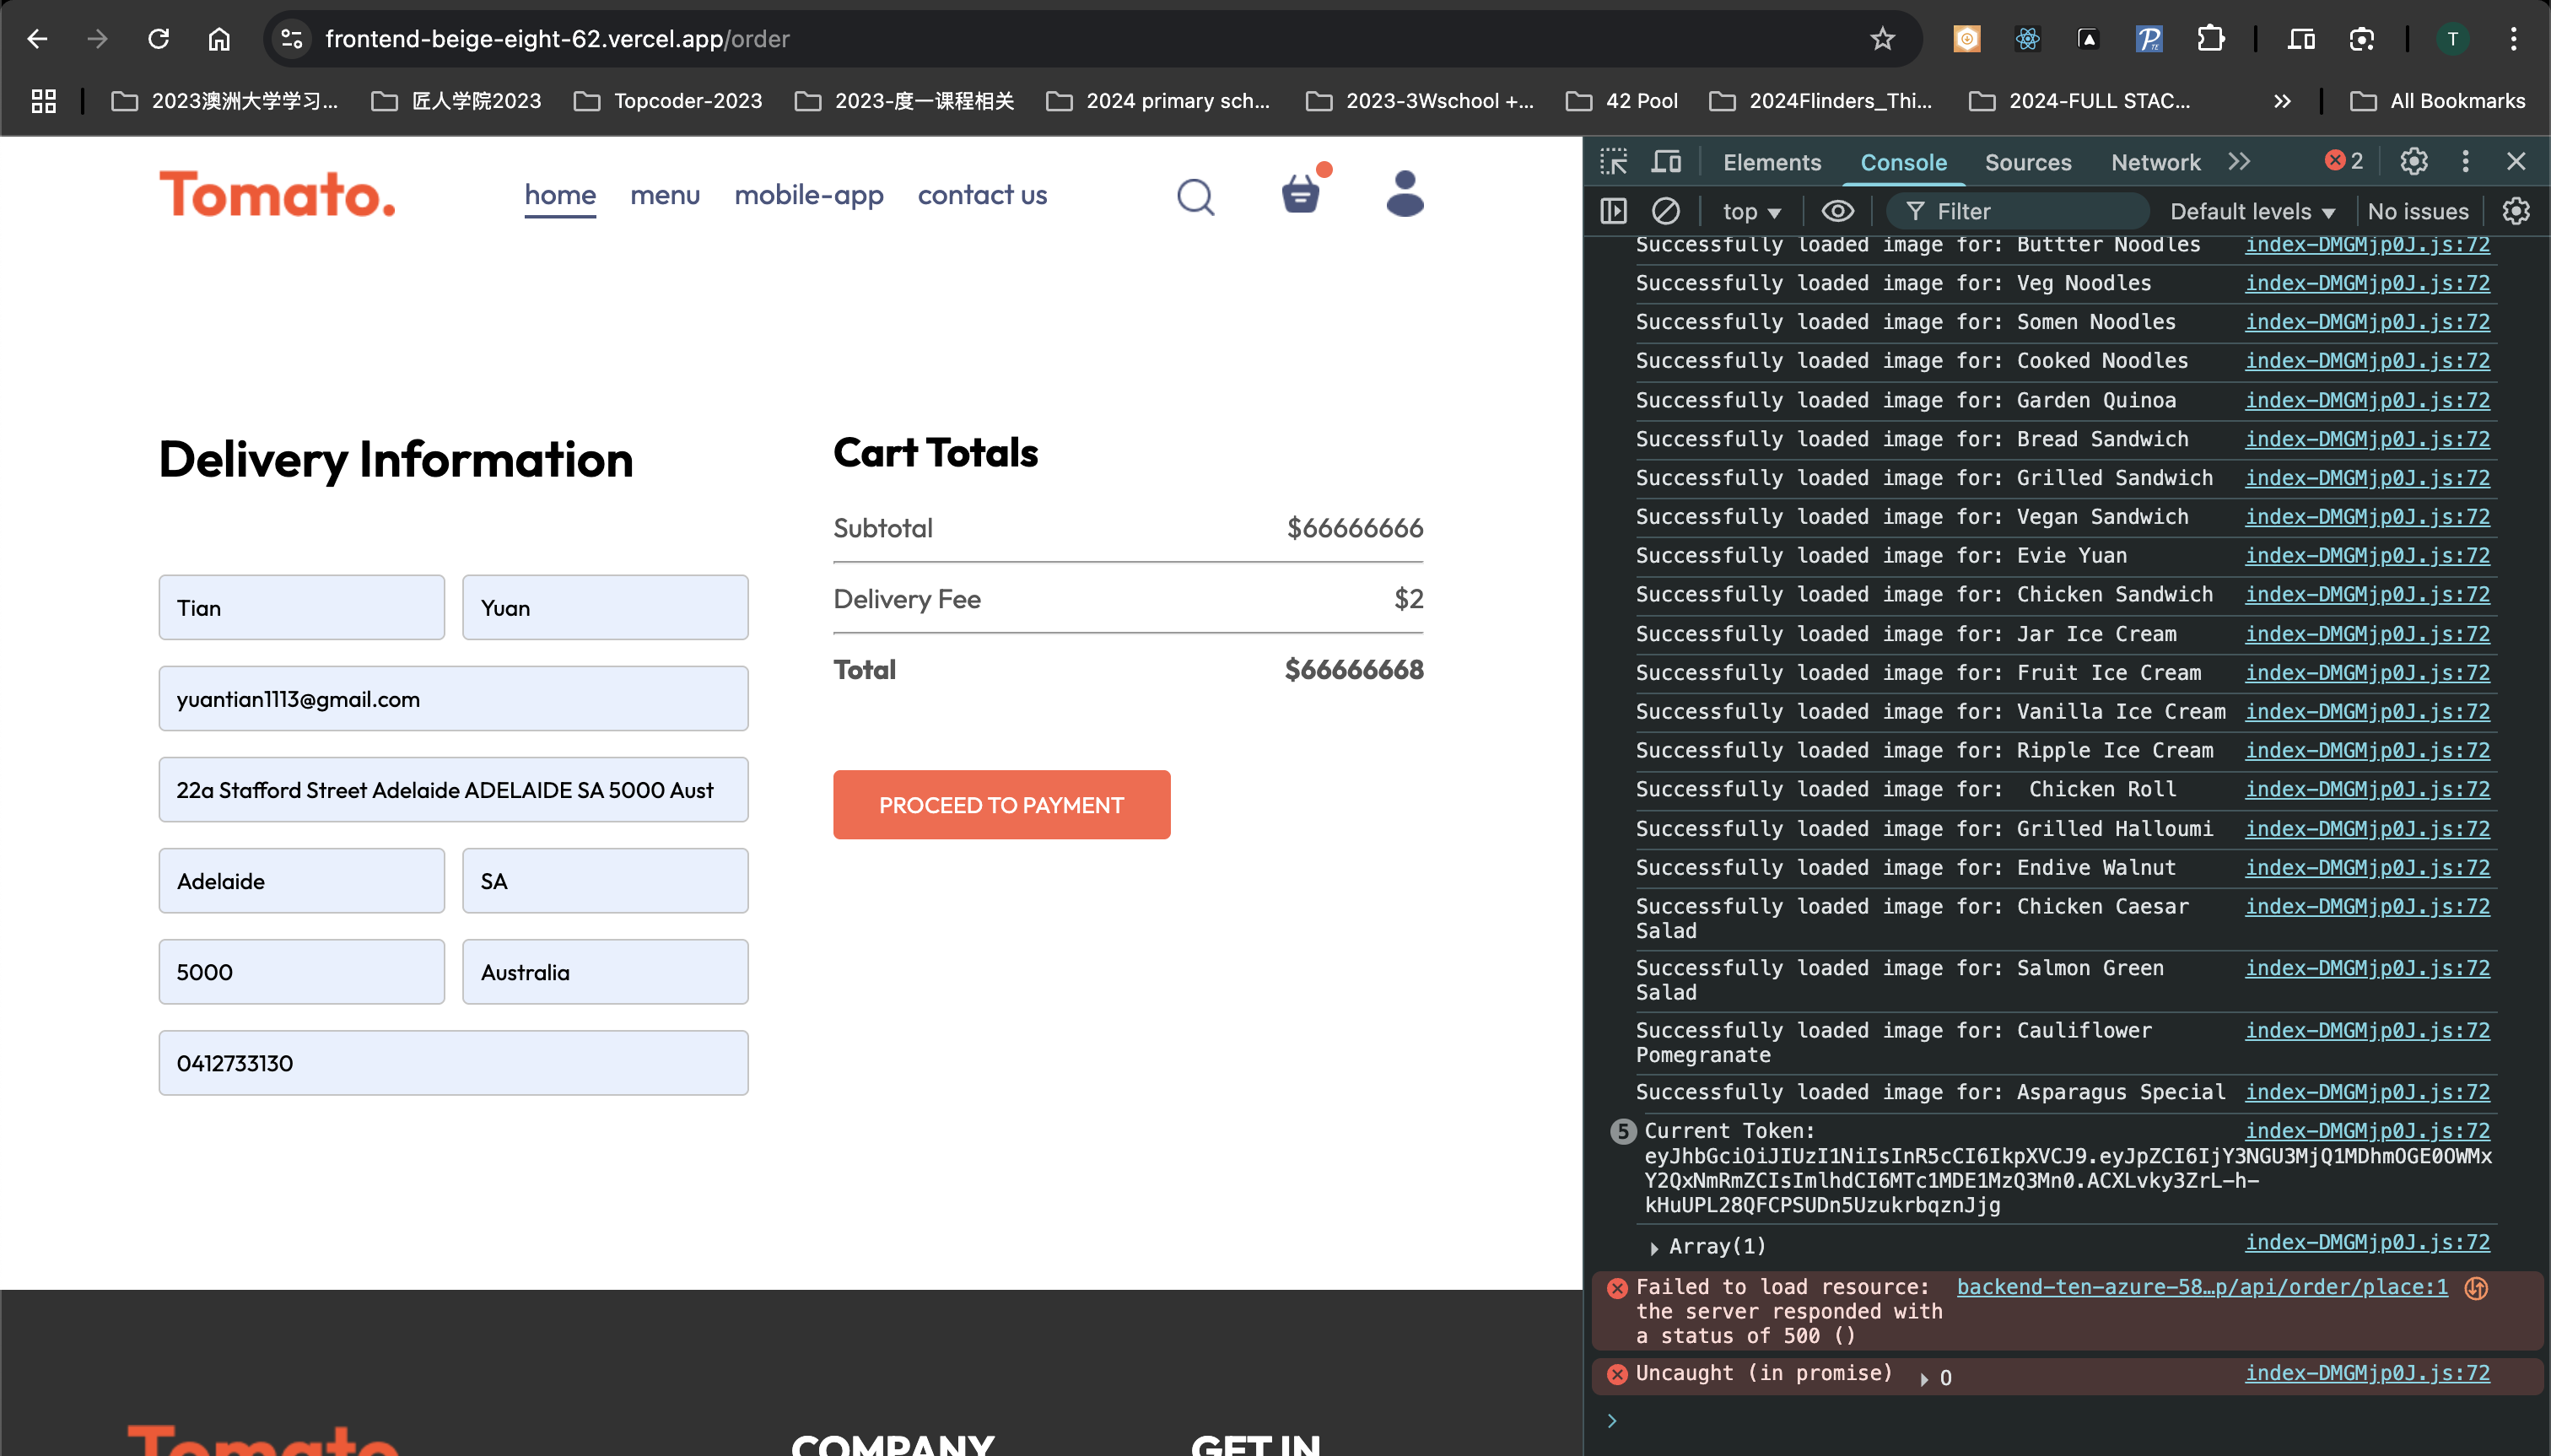 frontend-beige-eight-62.vercel.app/order
T
2023澳洲大学学习...
匠人学院2023
Topcoder-2023
2023-度一课程相关
2024 primary sch...
2023-3Wschool +...
42 Pool
2024Flinders_Thi...
2024-FULL STAC...
All Bookmarks
Tomato.
home
menu
mobile-app
contact us
Delivery Information
Tian
Yuan
yuantian1113@gmail.com
22a Stafford Street Adelaide ADELAIDE SA 5000 Aust
Adelaide
SA
5000
Australia
0412733130
Cart Totals
Subtotal $66666666
Delivery Fee $2
Total $66666668
PROCEED TO PAYMENT
Tomato.
COMPANY
GET IN
Elements
Console
Sources
Network
2
top
Filter
Default levels
No issues
Successfully loaded image for: Buttter Noodles index-DMGMjp0J.js:72
Successfully loaded image for: Veg Noodles index-DMGMjp0J.js:72
Successfully loaded image for: Somen Noodles index-DMGMjp0J.js:72
Successfully loaded image for: Cooked Noodles index-DMGMjp0J.js:72
Successfully loaded image for: Garden Quinoa index-DMGMjp0J.js:72
Successfully loaded image for: Bread Sandwich index-DMGMjp0J.js:72
Successfully loaded image for: Grilled Sandwich index-DMGMjp0J.js:72
Successfully loaded image for: Vegan Sandwich index-DMGMjp0J.js:72
Successfully loaded image for: Evie Yuan index-DMGMjp0J.js:72
Successfully loaded image for: Chicken Sandwich index-DMGMjp0J.js:72
Successfully loaded image for: Jar Ice Cream index-DMGMjp0J.js:72
Successfully loaded image for: Fruit Ice Cream index-DMGMjp0J.js:72
Successfully loaded image for: Vanilla Ice Cream index-DMGMjp0J.js:72
Successfully loaded image for: Ripple Ice Cream index-DMGMjp0J.js:72
Successfully loaded image for:  Chicken Roll index-DMGMjp0J.js:72
Successfully loaded image for: Grilled Halloumi index-DMGMjp0J.js:72
Successfully loaded image for: Endive Walnut index-DMGMjp0J.js:72
Successfully loaded image for: Chicken Caesar index-DMGMjp0J.js:72
Salad
Successfully loaded image for: Salmon Green index-DMGMjp0J.js:72
Salad
Successfully loaded image for: Cauliflower index-DMGMjp0J.js:72
Pomegranate
Successfully loaded image for: Asparagus Special index-DMGMjp0J.js:72
5 Current Token: index-DMGMjp0J.js:72
eyJhbGciOiJIUzI1NiIsInR5cCI6IkpXVCJ9.eyJpZCI6IjY3NGU3MjQ1MDhmOGE0OWMx
Y2QxNmRmZCIsImlhdCI6MTc1MDE1MzQ3Mn0.ACXLvky3ZrL-h-
kHuUPL28QFCPSUDn5UzukrbqznJjg
Array(1) index-DMGMjp0J.js:72
Failed to load resource: backend-ten-azure-58…p/api/order/place:1
the server responded with
a status of 500 ()
Uncaught (in promise) O index-DMGMjp0J.js:72